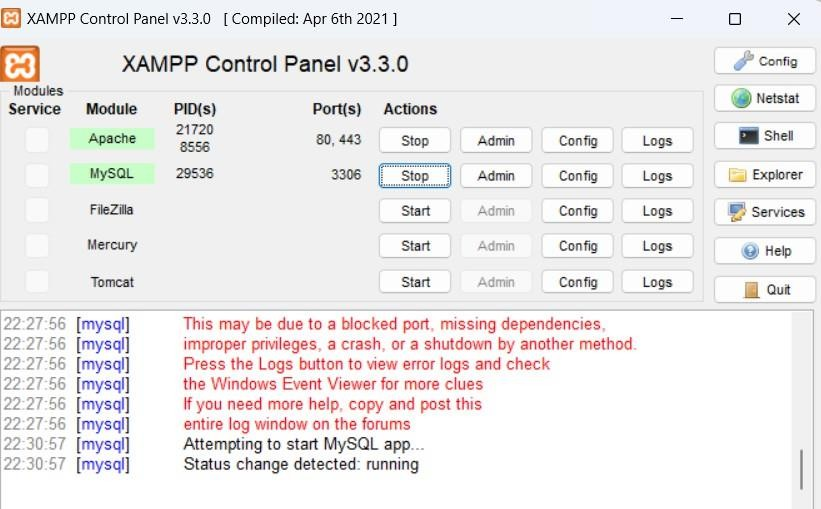 XAMPP Control Panel v3.3.0 [ Compiled: Apr 6th 2021 ]
XAMPP Control Panel v3.3.0
Config
Modules
Service Module PID(s) Port(s) Actions
Netstat
Apache 21720 8556 80, 443 Stop Admin Config Logs
Shell
MySQL 29536 3306 Stop Admin Config Logs
Explorer
FileZilla Start Admin Config Logs
Services
Mercury Start Admin Config Logs
Help
Tomcat Start Admin Config Logs
Quit
22:27:56 [mysql] This may be due to a blocked port, missing dependencies,
22:27:56 [mysql] improper privileges, a crash, or a shutdown by another method.
22:27:56 [mysql] Press the Logs button to view error logs and check
22:27:56 [mysql] the Windows Event Viewer for more clues
22:27:56 [mysql] If you need more help, copy and post this
22:27:56 [mysql] entire log window on the forums
22:30:57 [mysql] Attempting to start MySQL app...
22:30:57 [mysql] Status change detected: running